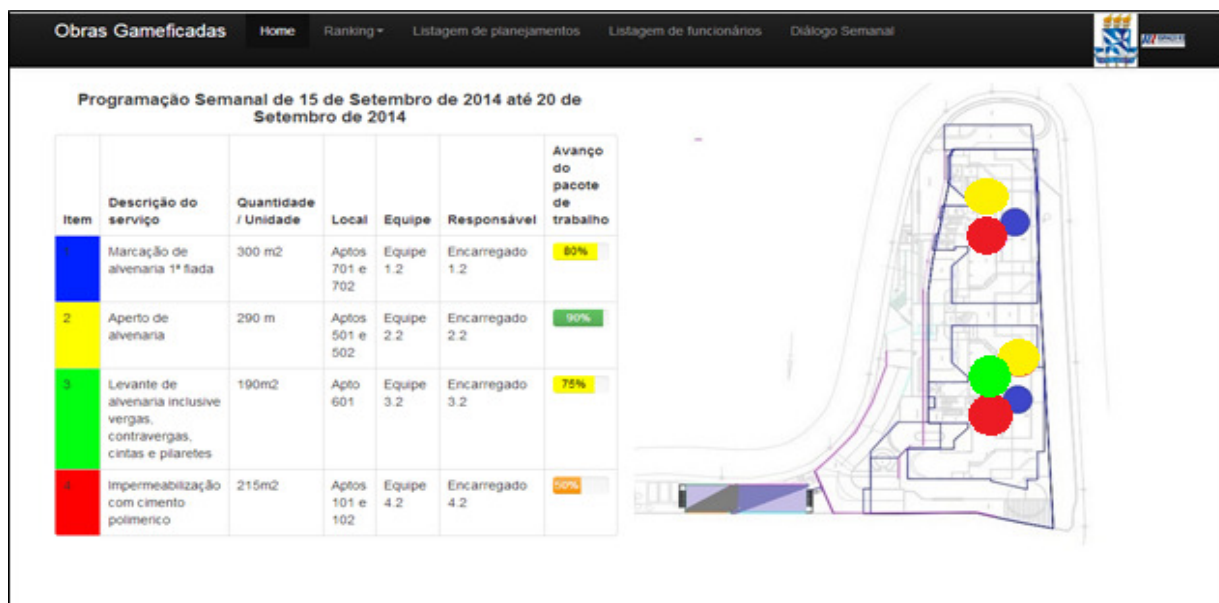 Obras Gameficadas Home Ranking Listagem de planejamentos Listagem de funcionários Diálogo Semanal
Programação Semanal de 15 de Setembro de 2014 até 20 de
Setembro de 2014
Item Descrição do serviço Quantidade / Unidade Local Equipe Responsável Avanço do pacote de trabalho
1 Marcação de alvenaria 1ª fiada 300 m2 Aptos 701 e 702 Equipe 1.2 Encarregado 1.2 80%
2 Aperto de alvenaria 290 m Aptos 501 e 502 Equipe 2.2 Encarregado 2.2 90%
3 Levante de alvenaria inclusive vergas, contravergas, cintas e pilaretes 190m2 Apto 601 Equipe 3.2 Encarregado 3.2 75%
4 Impermeabilização com cimento polimerico 215m2 Aptos 101 e 102 Equipe 4.2 Encarregado 4.2 50%